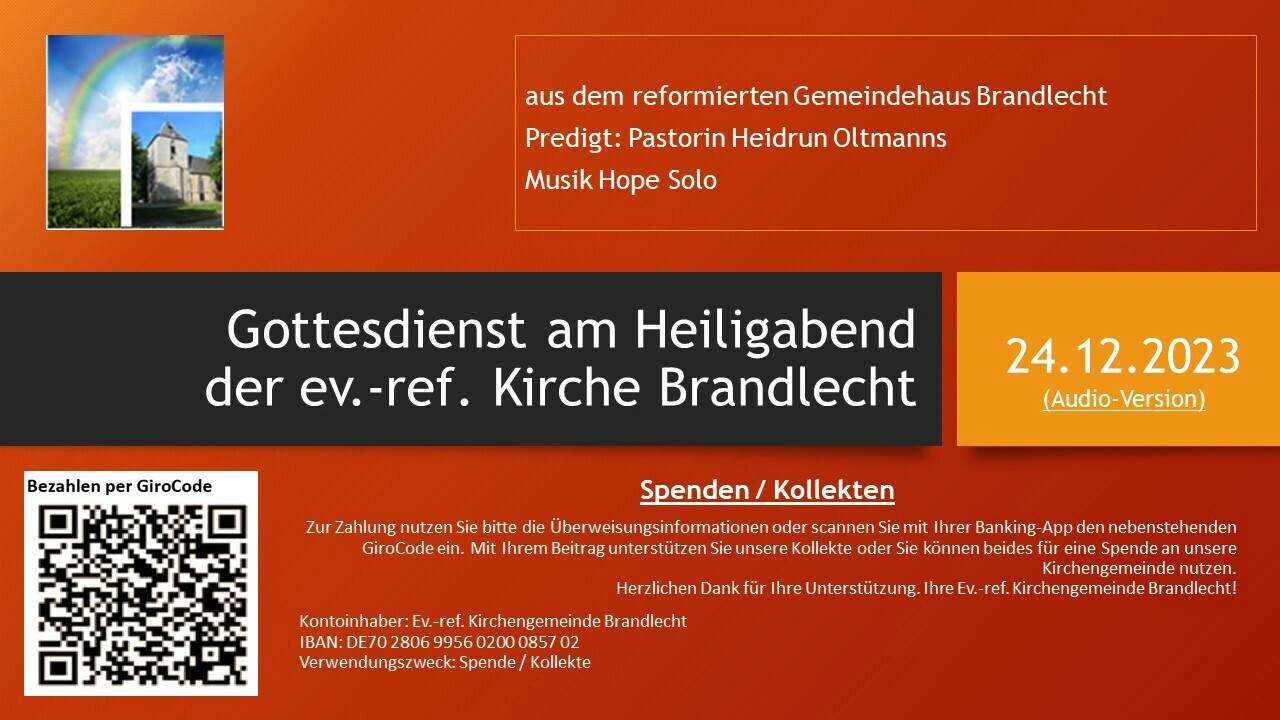 aus dem reformierten Gemeindehaus Brandlecht
Predigt: Pastorin Heidrun Oltmanns
Musik Hope Solo
Gottesdienst am Heiligabend
der ev.-ref. Kirche Brandlecht
24.12.2023
(Audio-Version)
Bezahlen per GiroCode
Spenden / Kollekten
Zur Zahlung nutzen Sie bitte die Überweisungsinformationen oder scannen Sie mit Ihrer Banking-App den nebenstehenden
GiroCode ein. Mit Ihrem Beitrag unterstützen Sie unsere Kollekte oder Sie können beides für eine Spende an unsere
Kirchengemeinde nutzen.
Herzlichen Dank für Ihre Unterstützung. Ihre Ev.-ref. Kirchengemeinde Brandlecht!
Kontoinhaber: Ev.-ref. Kirchengemeinde Brandlecht
IBAN: DE70 2806 9956 0200 0857 02
Verwendungszweck: Spende / Kollekte